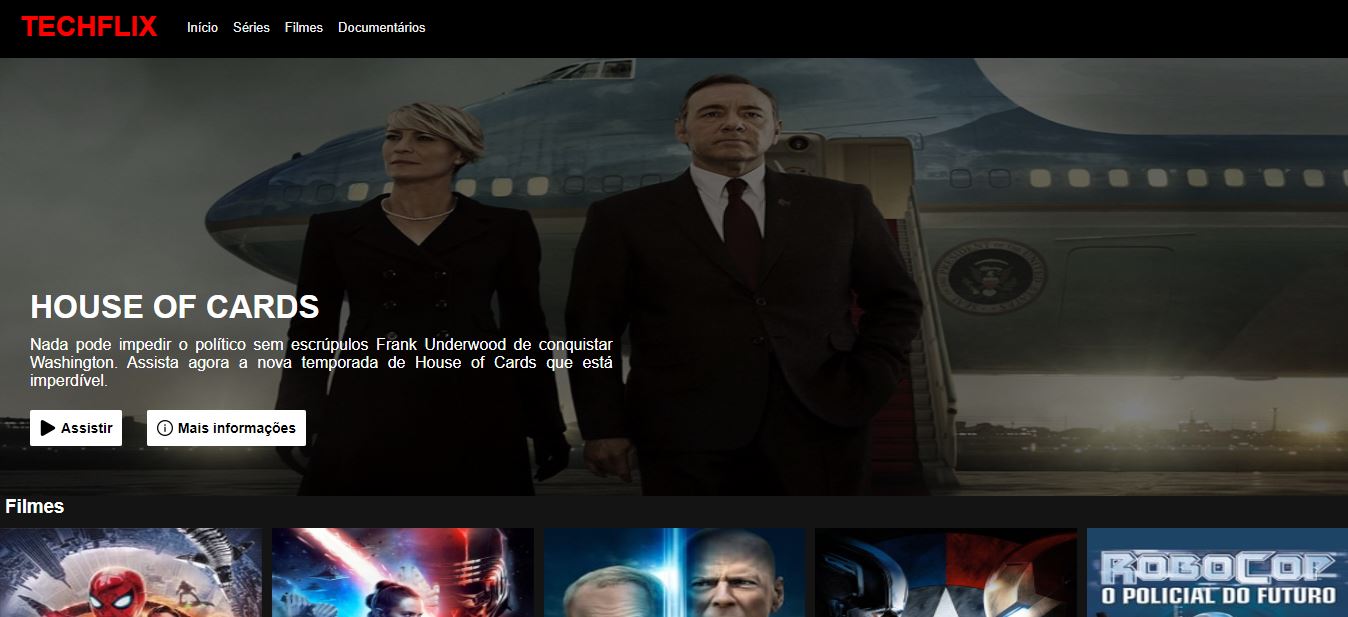 TECHFLIX
Início Séries Filmes Documentários
HOUSE OF CARDS
Nada pode impedir o político sem escrúpulos Frank Underwood de conquistar
Washington. Assista agora a nova temporada de House of Cards que está
imperdível.
Assistir
Mais informações
Filmes
ROBOCOP
O POLICIAL DO FUTURO